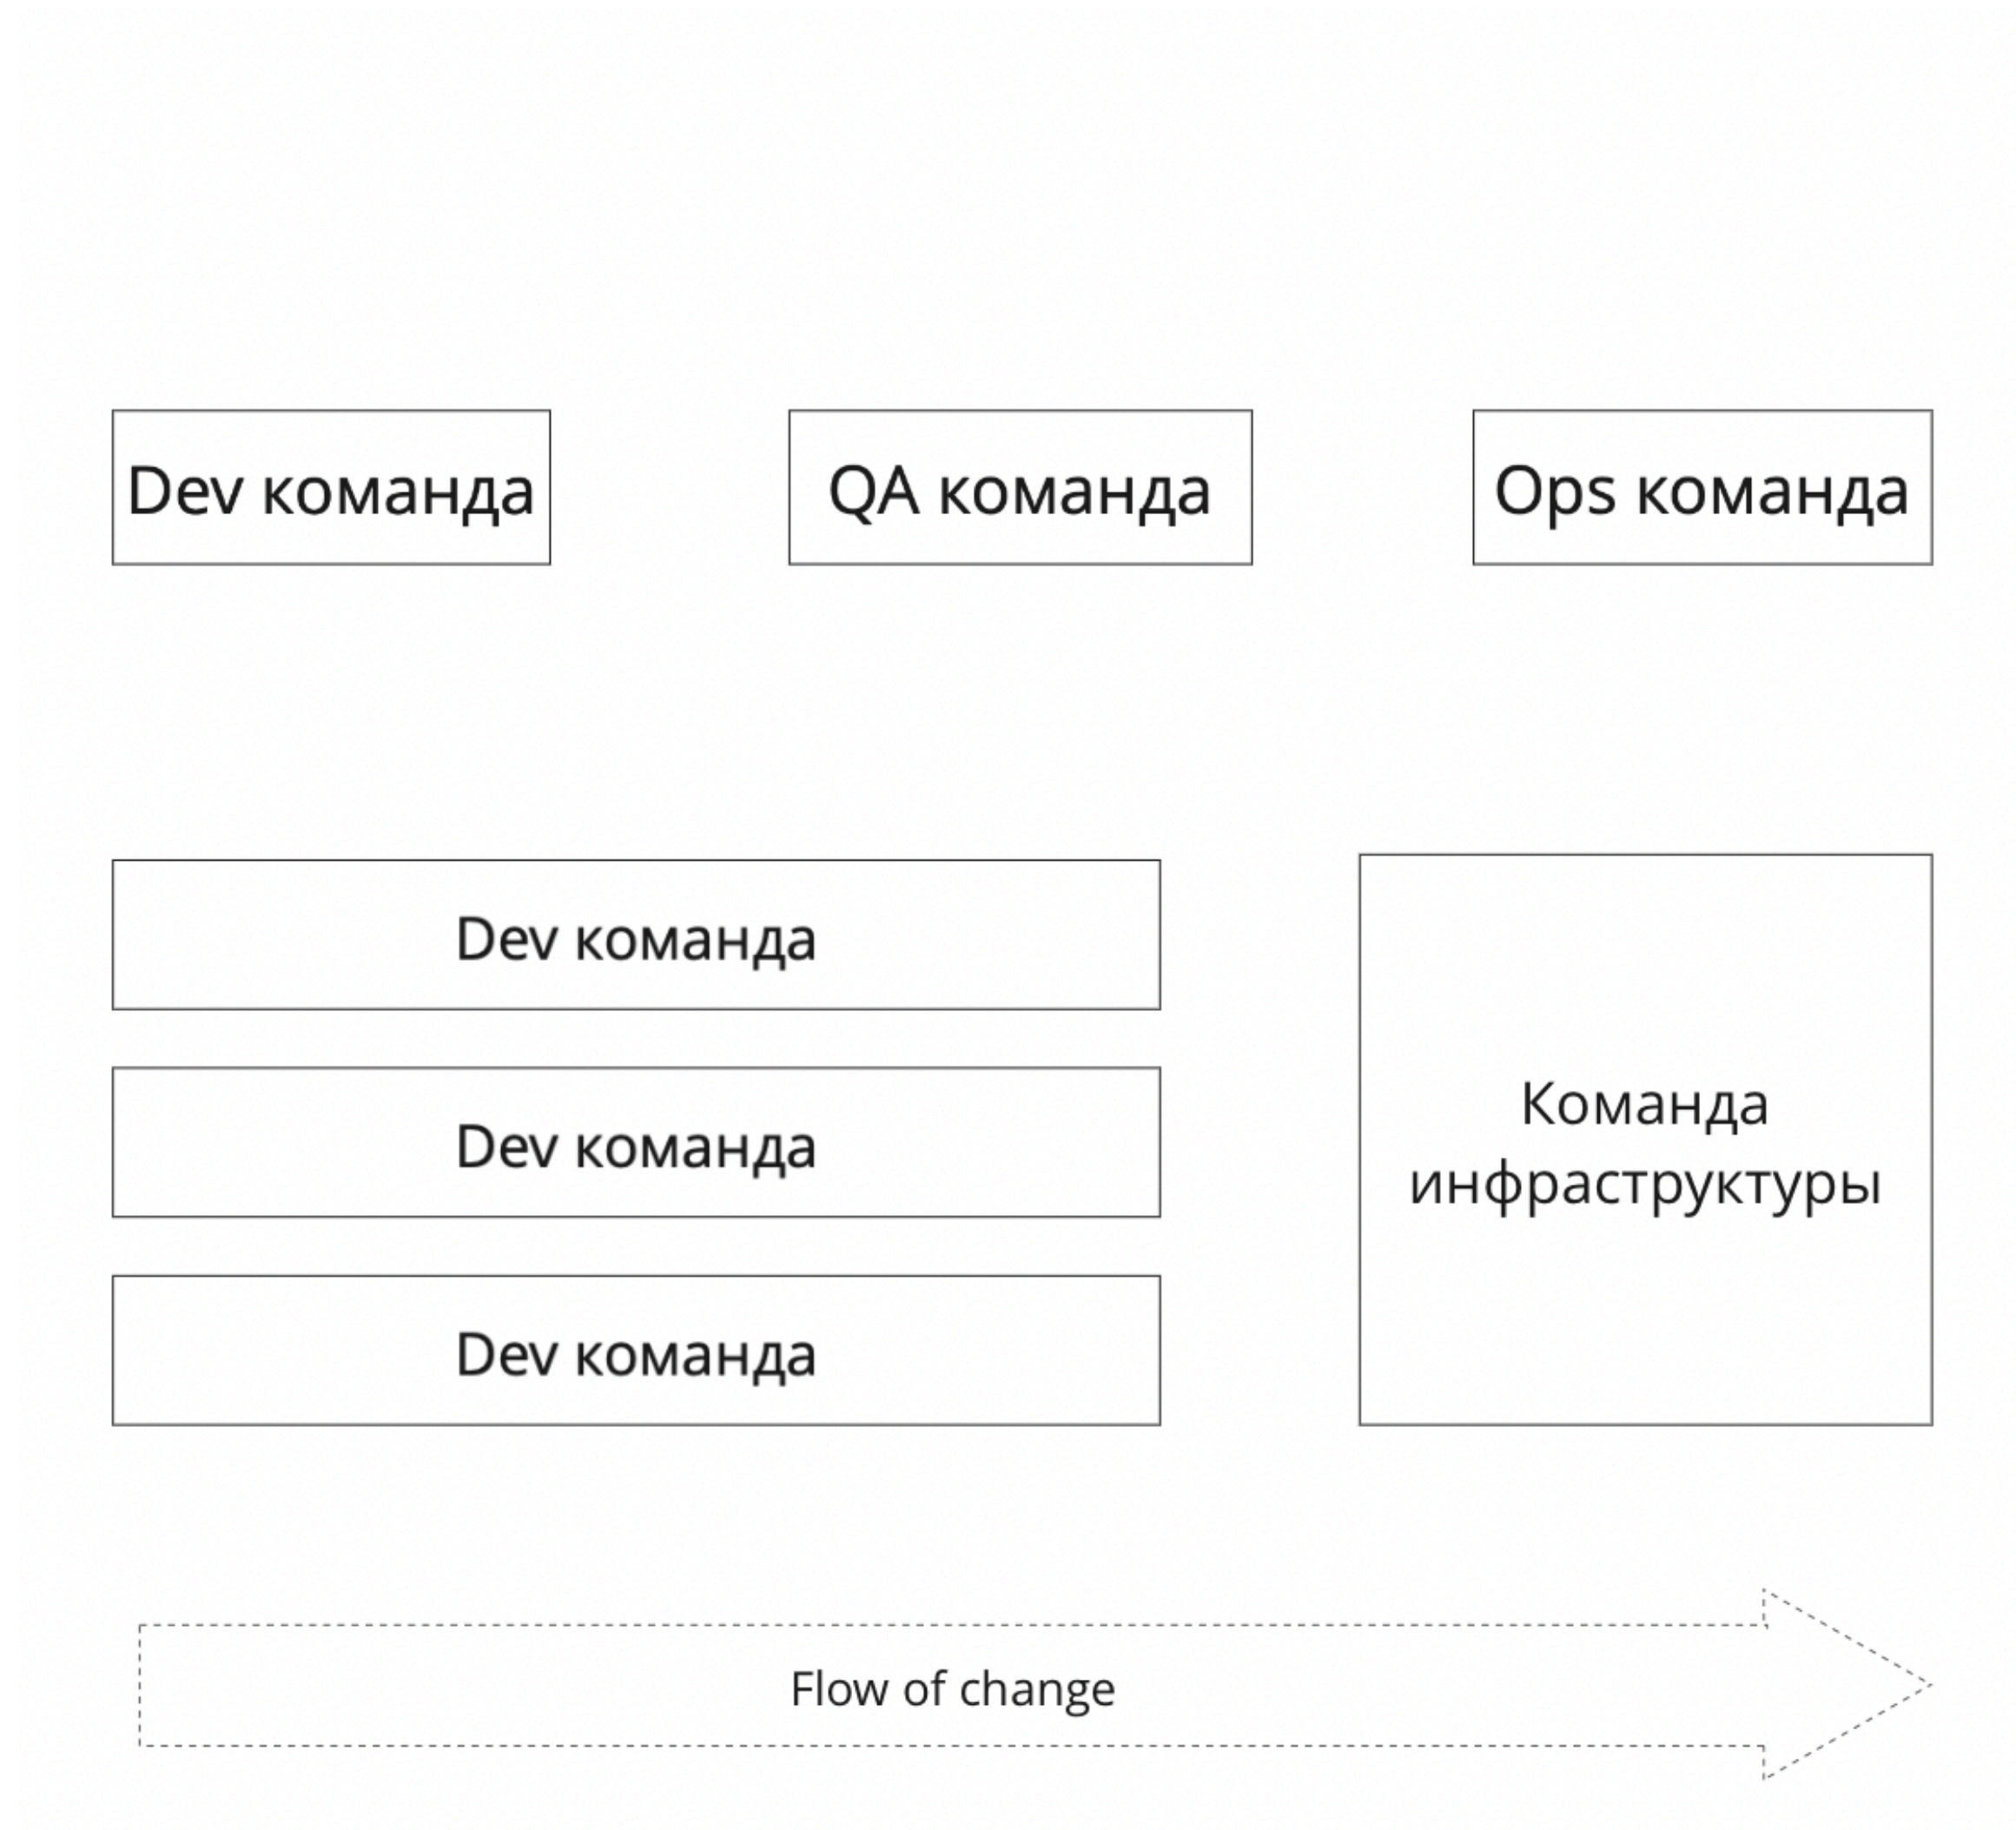 Dev команда
QA команда
Ops команда
Dev команда
Dev команда
Dev команда
Команда
инфраструктуры
Flow of change